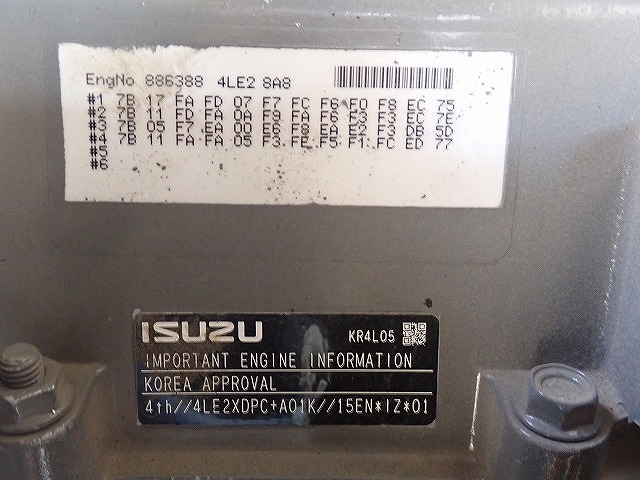 EngNo 886388 4LE2 8A8
#1 7B 17 FA FD 07 F7 FC F6 F0 F8 EC 75
#2 7B 11 FD FA 0A F9 FA F6 F3 F3 EC 7E
#3 7B 05 F7 EA 00 E6 F8 EA E2 F3 DB 5D
#4 7B 11 FA FA 05 F3 FE F5 F1 FC ED 77
#5
#6
ISUZU KR4L05
IMPORTANT ENGINE INFORMATION
KOREA APPROVAL
4th//4LE2XDPC+A01K//15EN*IZ*01